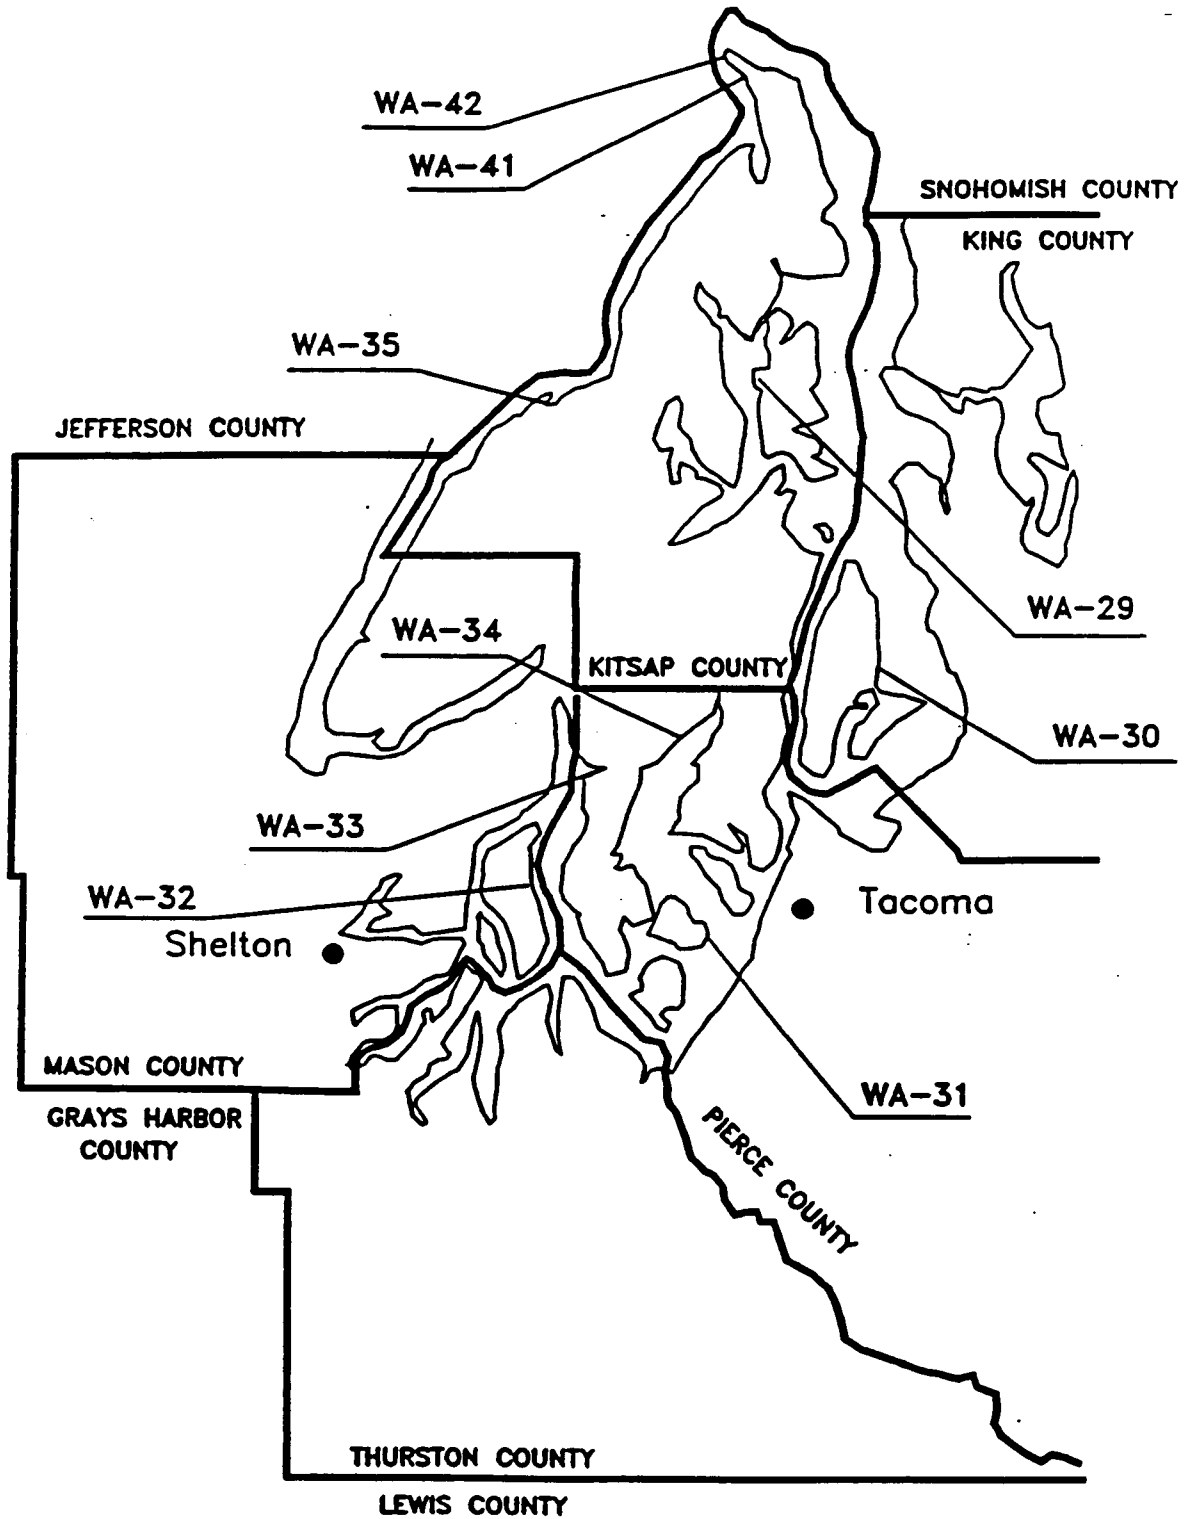 WA-42
WA-41
SNOHOMISH COUNTY
KING COUNTY
WA-35
JEFFERSON COUNTY
WA-29
WA-34
KITSAP COUNTY
WA-30
WA-33
WA-32
Tacoma
Shelton
MASON COUNTY
GRAYS HARBOR
COUNTY
WA-31
PIERCE COUNTY
THURSTON COUNTY
LEWIS COUNTY